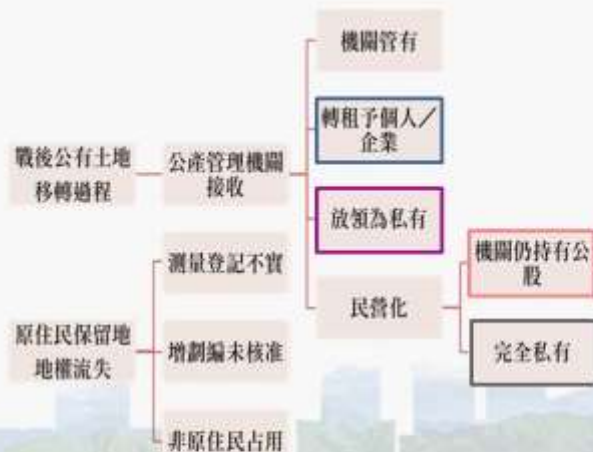 機關管有
轉租予個人／
企業
戰後公有土地
移轉過程
公產管理機關
接收
放領為私有
測量登記不實
機關仍持有公
股
民營化
原住民保留地
地權流失
增劃編未核准
完全私有
非原住民占用